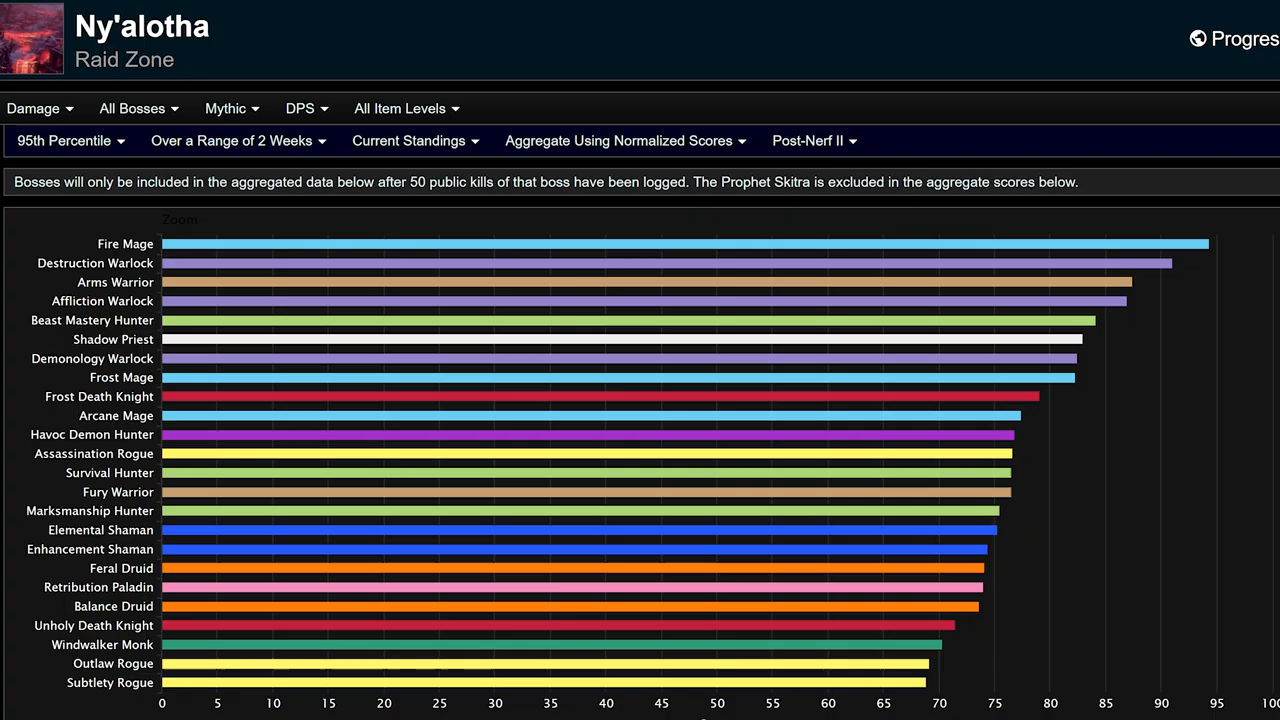 Ny'alotha
Raid Zone
Progres
Damage All Bosses Mythic DPS All Item Levels
95th Percentile Over a Range of 2 Weeks Current Standings Aggregate Using Normalized Scores Post-Nerf II
Bosses will only be included in the aggregated data below after 50 public kills of that boss have been logged. The Prophet Skitra is excluded in the aggregate scores below.
Zoom
Fire Mage
Destruction Warlock
Arms Warrior
Affliction Warlock
Beast Mastery Hunter
Shadow Priest
Demonology Warlock
Frost Mage
Frost Death Knight
Arcane Mage
Havoc Demon Hunter
Assassination Rogue
Survival Hunter
Fury Warrior
Marksmanship Hunter
Elemental Shaman
Enhancement Shaman
Feral Druid
Retribution Paladin
Balance Druid
Unholy Death Knight
Windwalker Monk
Outlaw Rogue
Subtlety Rogue
0 5 10 15 20 25 30 35 40 45 50 55 60 65 70 75 80 85 90 95 100